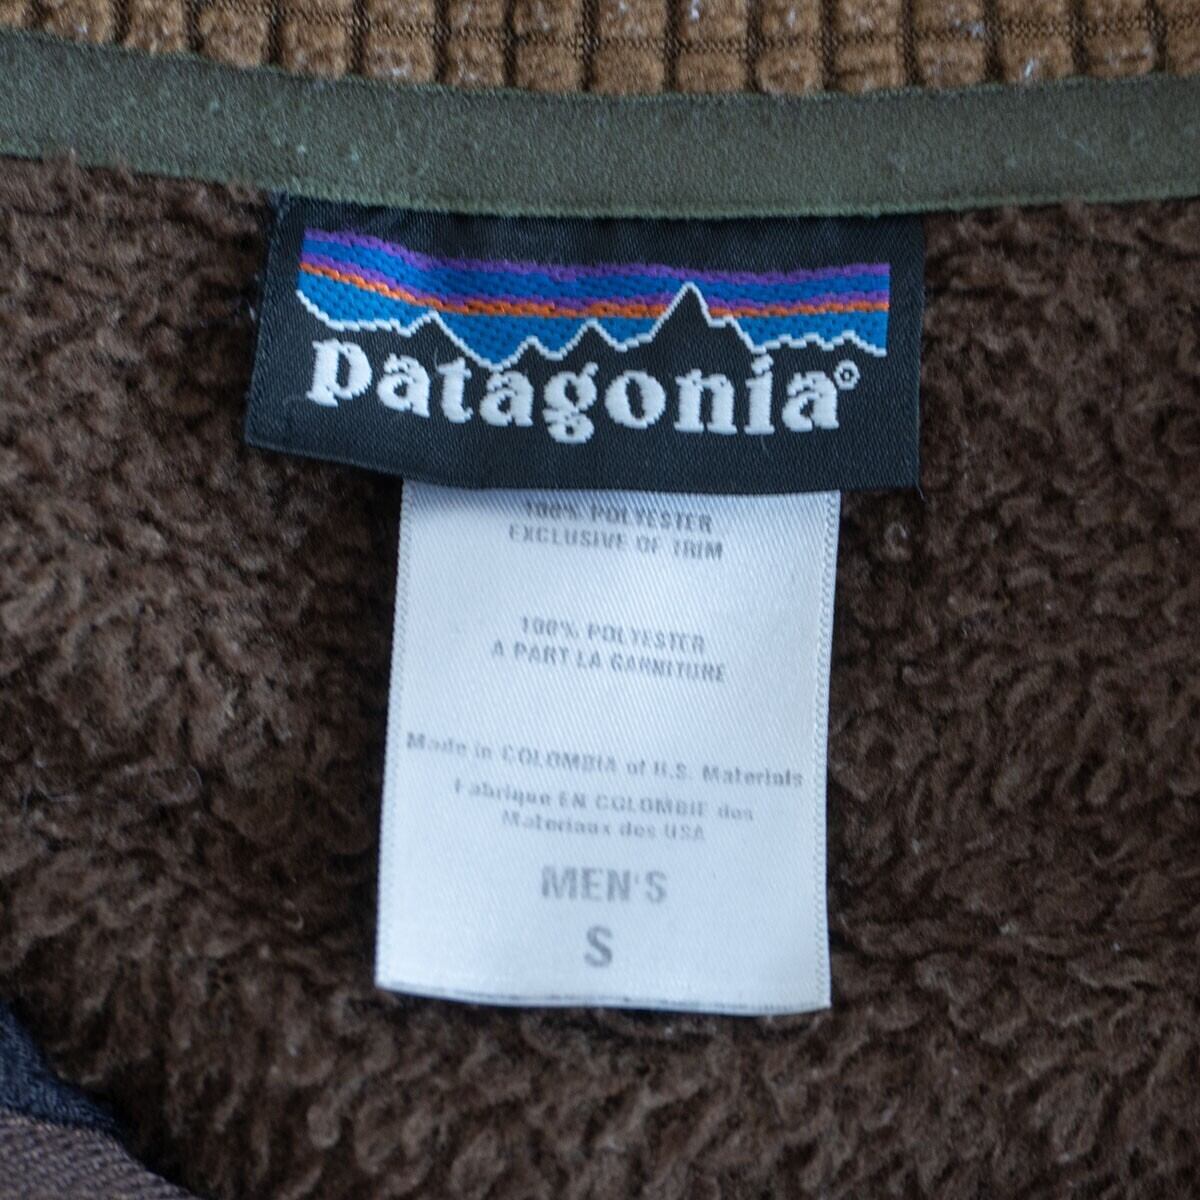 patagonia®
100% POLYESTER
EXCLUSIVE OF TRIM
100% POLYESTER
A PART LA GARNITURE
Made in COLOMBIA of U.S. Materials
Fabrique EN COLOMBIE des
Materiaux des USA
MEN'S
S